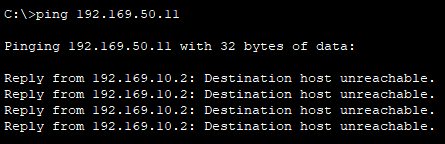 C:\>ping 192.169.50.11
Pinging 192.169.50.11 with 32 bytes of data:
Reply from 192.169.10.2: Destination host unreachable.
Reply from 192.169.10.2: Destination host unreachable.
Reply from 192.169.10.2: Destination host unreachable.
Reply from 192.169.10.2: Destination host unreachable.